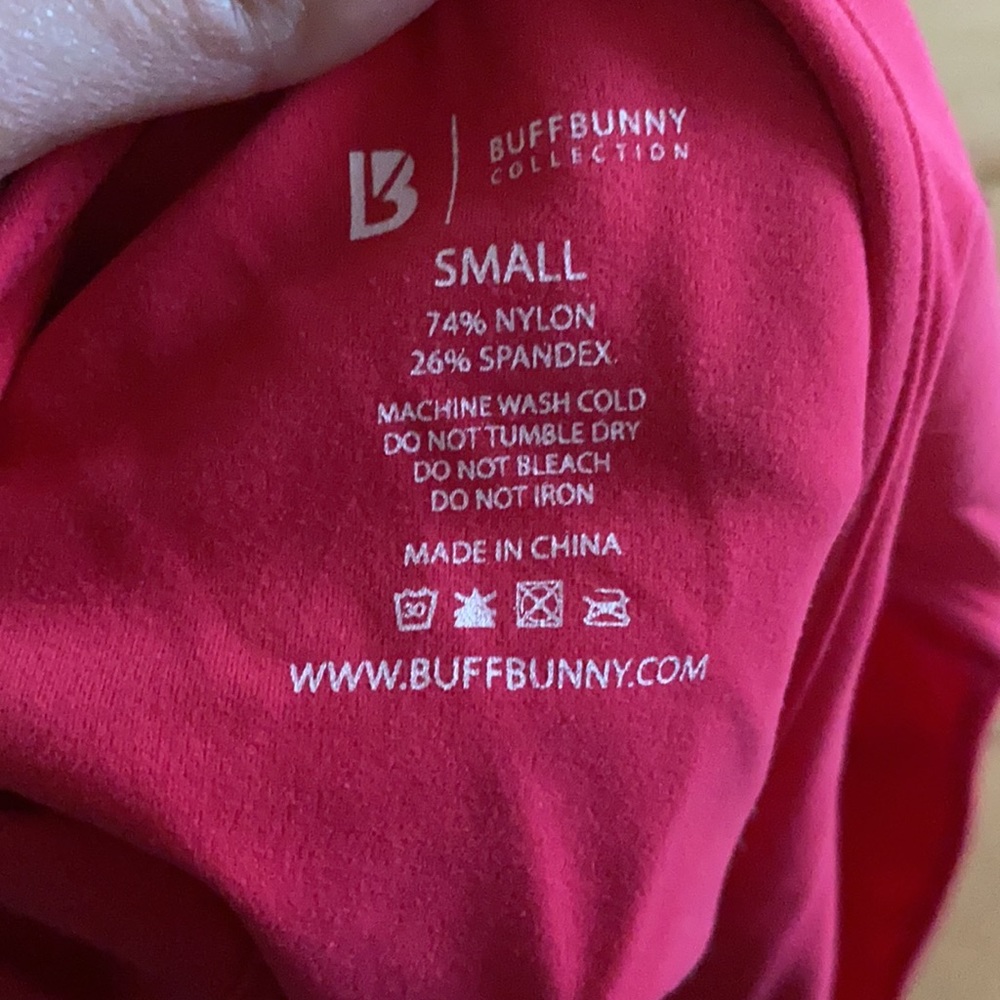 B
BUFFBUNNY
COLLECTION
SMALL
74% NYLON
26% SPANDEX
MACHINE WASH COLD
DO NOT TUMBLE DRY
DO NOT BLEACH
DO NOT IRON
MADE IN CHINA
30
WWW.BUFFBUNNY.COM